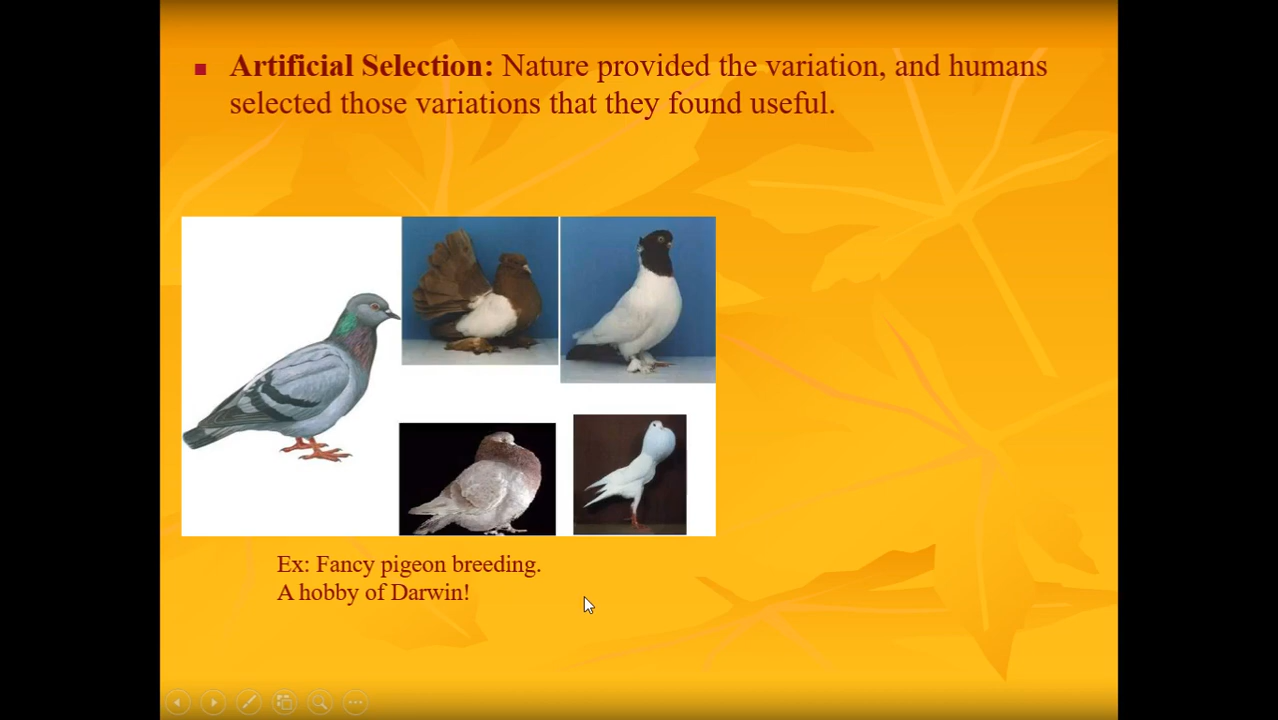 Artificial Selection: Nature provided the variation, and humans
selected those variations that they found useful.
Ex: Fancy pigeon breeding.
A hobby of Darwin!